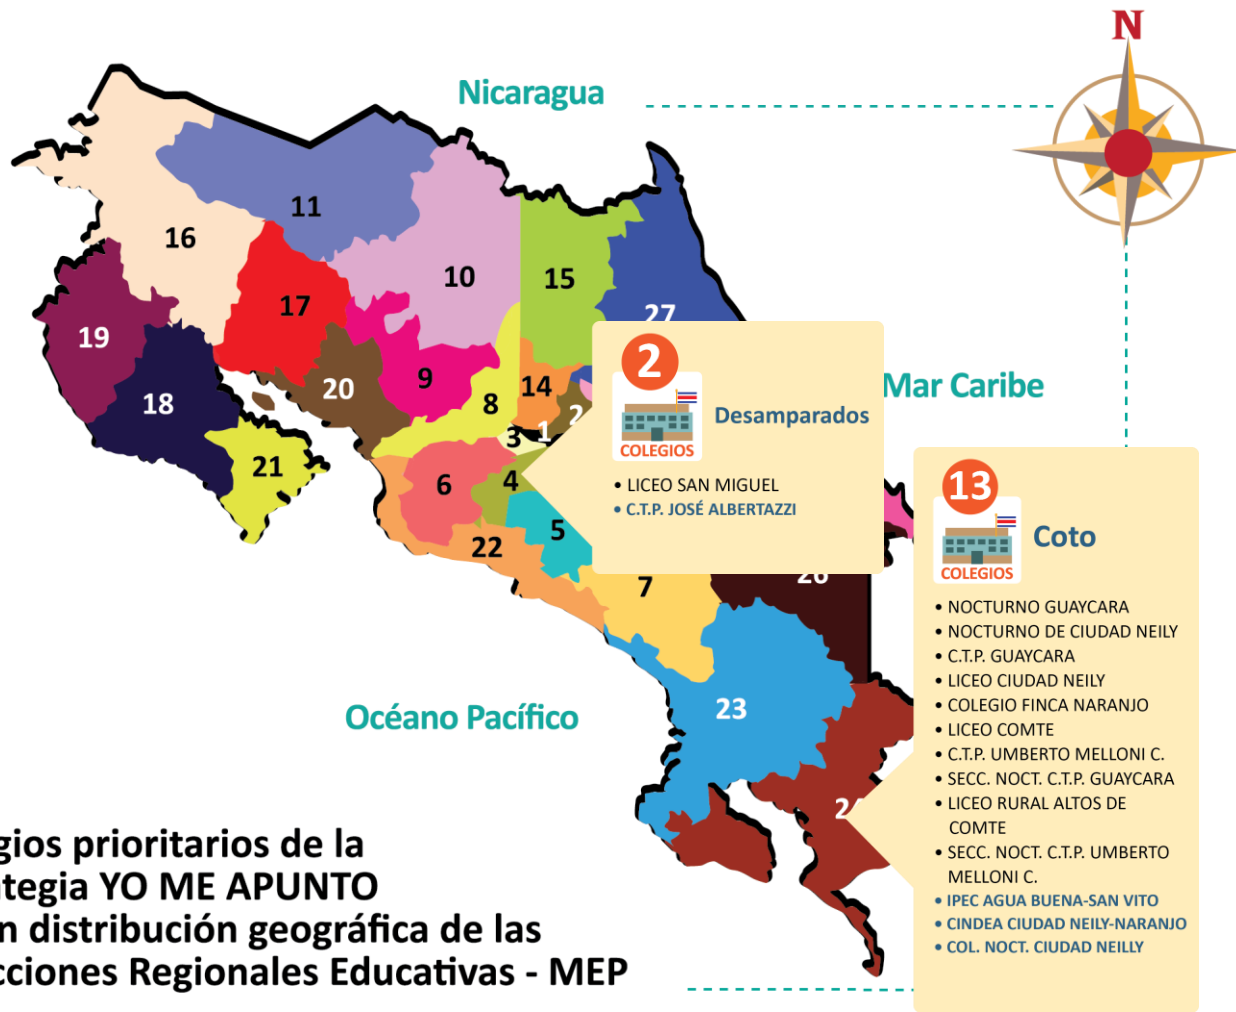 N
Nicaragua
11
16
10
15
17
27
19
20
9
14
18
8
2
3
1
21
6
4
5
22
7
23
Mar Caribe
2
COLEGIOS
Desamparados
• LICEO SAN MIGUEL
• C.T.P. JOSÉ ALBERTAZZI
13
COLEGIOS
Coto
• NOCTURNO GUAYCARA
• NOCTURNO DE CIUDAD NEILY
• C.T.P. GUAYCARA
• LICEO CIUDAD NEILY
• COLEGIO FINCA NARANJO
• LICEO COMTE
• C.T.P. UMBERTO MELLONI C.
• SECC. NOCT. C.T.P. GUAYCARA
• LICEO RURAL ALTOS DE
COMTE
• SECC. NOCT. C.T.P. UMBERTO
MELLONI C.
• IPEC AGUA BUENA-SAN VITO
• CINDEA CIUDAD NEILY-NARANJO
• COL. NOCT. CIUDAD NEILLY
Océano Pacífico
gios prioritarios de la
tegia YO ME APUNTO
n distribución geográfica de las
cciones Regionales Educativas - MEP